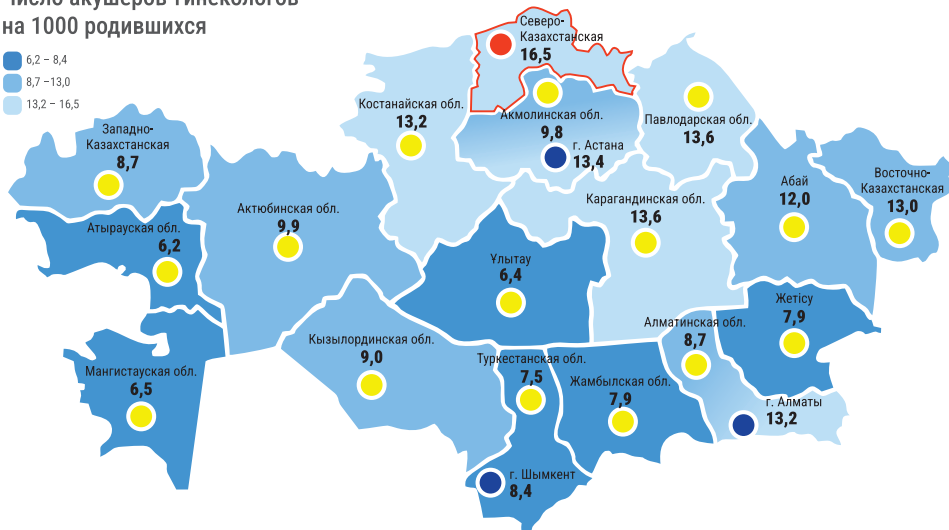 Число акушеров-гинекологов
на 1000 родившихся
6,2 – 8,4
8,7 –13,0
13,2 – 16,5
Северо-
Казахстанская
16,5
Костанайская обл.
13,2
Акмолинская обл.
9,8
г. Астана
13,4
Павлодарская обл.
13,6
Западно-
Казахстанская
8,7
Актюбинская обл.
9,9
Атырауская обл.
6,2
Карагандинская обл.
13,6
Абай
12,0
Восточно-
Казахстанская
13,0
Ұлытау
6,4
Жетісу
7,9
Алматинская обл.
8,7
Кызылординская обл.
9,0
Туркестанская обл.
7,5
Жамбылская обл.
7,9
Мангистауская обл.
6,5
г. Алматы
13,2
г. Шымкент
8,4